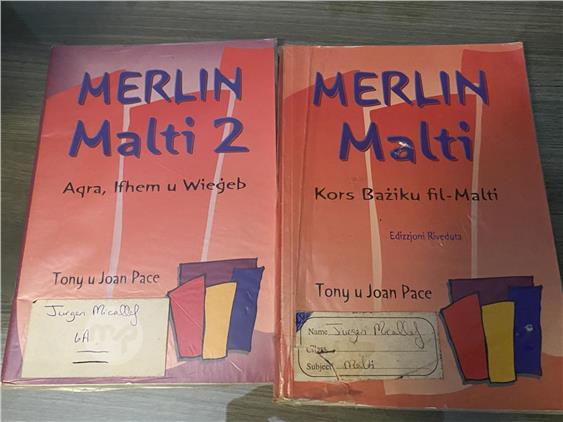 MERLIN
Malti 2
Aqra, Ifhem u Wieġeb
Tony u Joan Pace
Jurgen Micallef
4A
MERLIN
Malti
Kors Bażiku fil-Malti
Edizzjoni Riveduta
Tony u Joan Pace
Name Jurgen Micallef
Class
Subject Malti